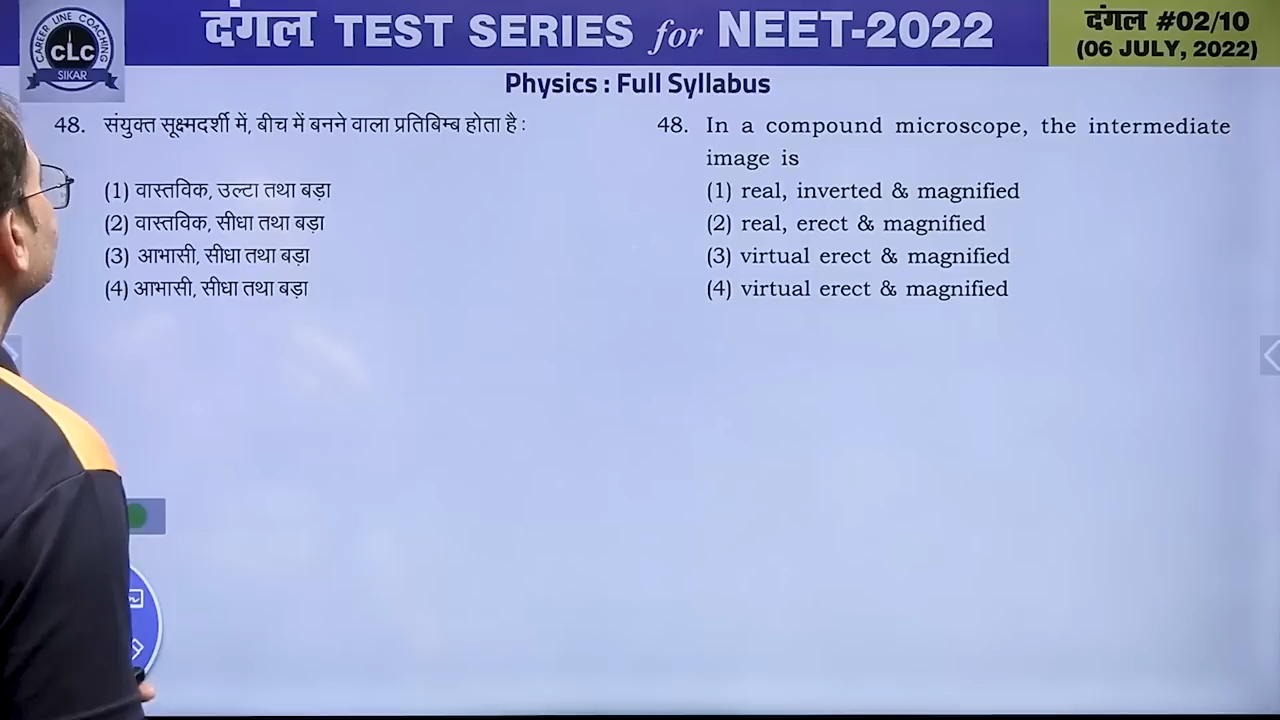 CAREER LINE COACHING
CLC
SIKAR
दंगल TEST SERIES for NEET-2022
दंगल #02/10
(06 JULY, 2022)
Physics : Full Syllabus
48. संयुक्त सूक्ष्मदर्शी में, बीच में बनने वाला प्रतिबिम्ब होता है :
(1) वास्तविक, उल्टा तथा बड़ा
(2) वास्तविक, सीधा तथा बड़ा
(3) आभासी, सीधा तथा बड़ा
(4) आभासी, सीधा तथा बड़ा
48. In a compound microscope, the intermediate
image is
(1) real, inverted & magnified
(2) real, erect & magnified
(3) virtual erect & magnified
(4) virtual erect & magnified